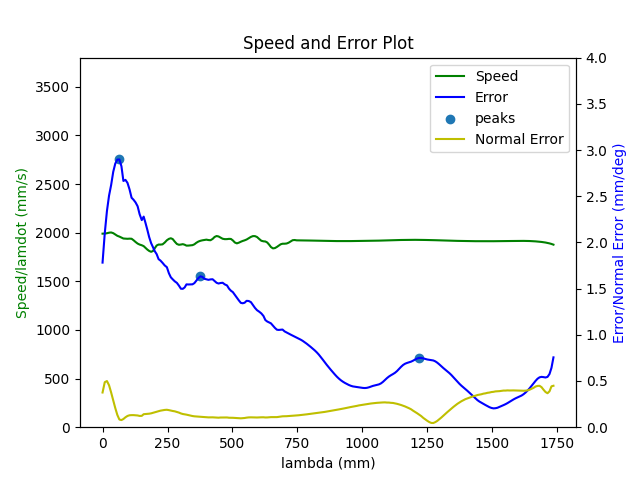 Speed and Error Plot
Speed
Error
peaks
Normal Error
Speed/lamdot (mm/s)
3500
3000
2500
2000
1500
1000
500
0
Error/Normal Error (mm/deg)
4.0
3.5
3.0
2.5
2.0
1.5
1.0
0.5
0.0
0 250 500 750 1000 1250 1500 1750
lambda (mm)